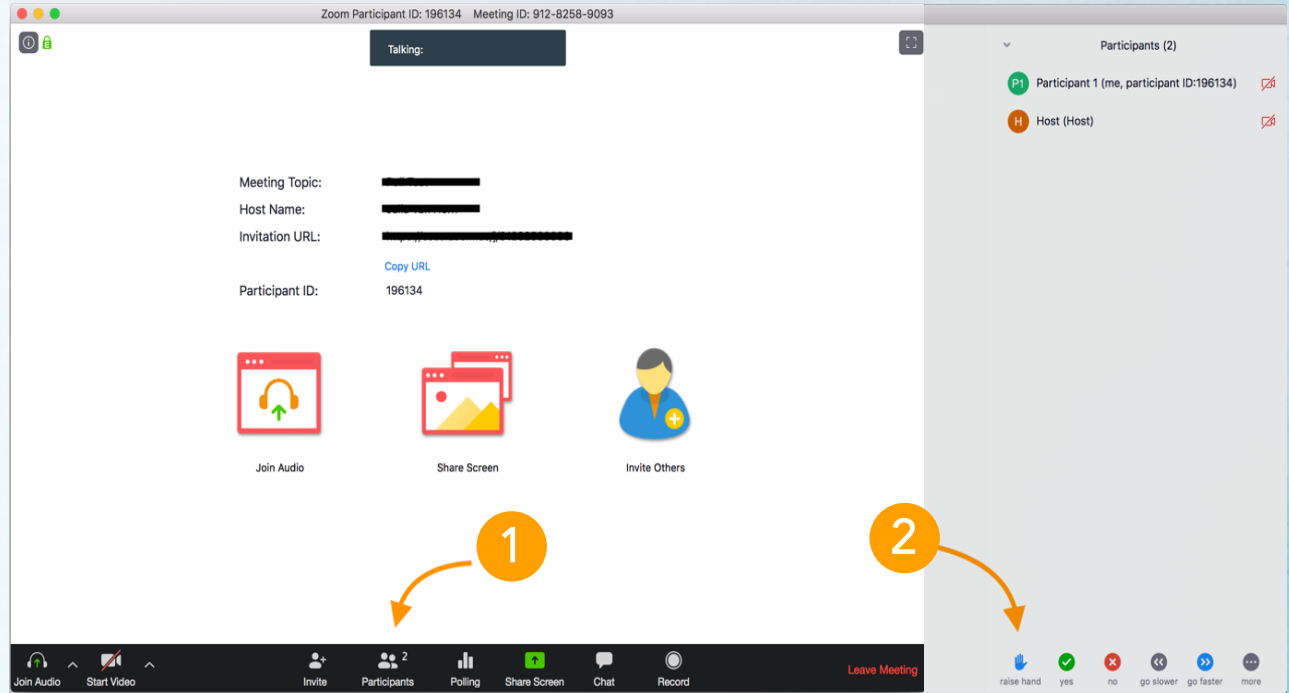 Zoom Participant ID: 196134 Meeting ID: 912-8258-9093
Talking:
Meeting Topic:
Host Name:
Invitation URL:
Copy URL
Participant ID: 196134
Join Audio
Share Screen
Invite Others
1
Join Audio
Start Video
Invite
Participants
2
Polling
Share Screen
Chat
Record
Leave Meeting
Participants (2)
P1 Participant 1 (me, participant ID:196134)
H Host (Host)
2
raise hand
yes
no
go slower
go faster
more